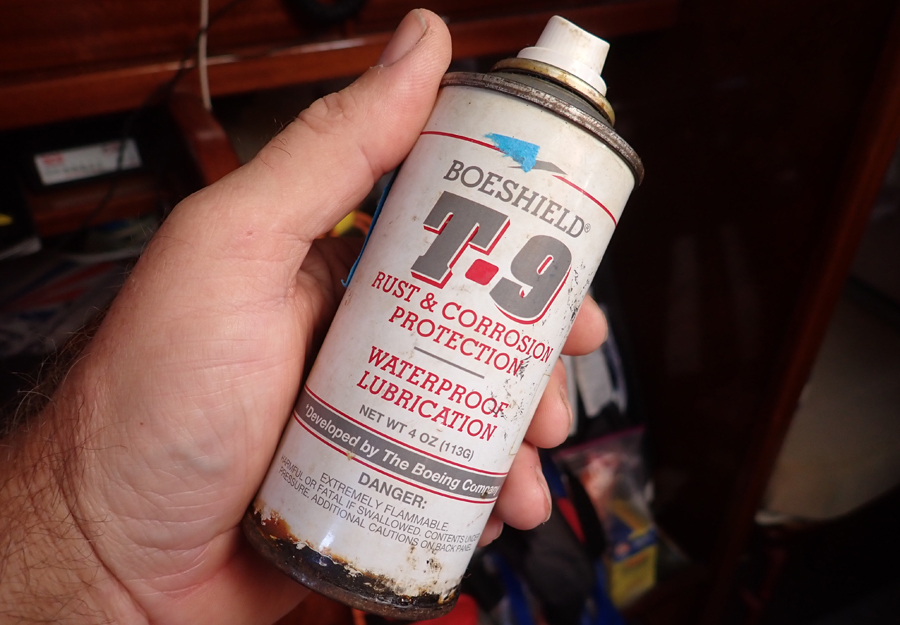 BOESHIELD®
T·9
RUST & CORROSION
PROTECTION
WATERPROOF
LUBRICATION
NET WT 4 OZ (113G)
"Developed by The Boeing Company
DANGER:
EXTREMELY FLAMMABLE.
HARMFUL OR FATAL IF SWALLOWED. CONTENTS UNDER
PRESSURE. ADDITIONAL CAUTIONS ON BACK PANEL.